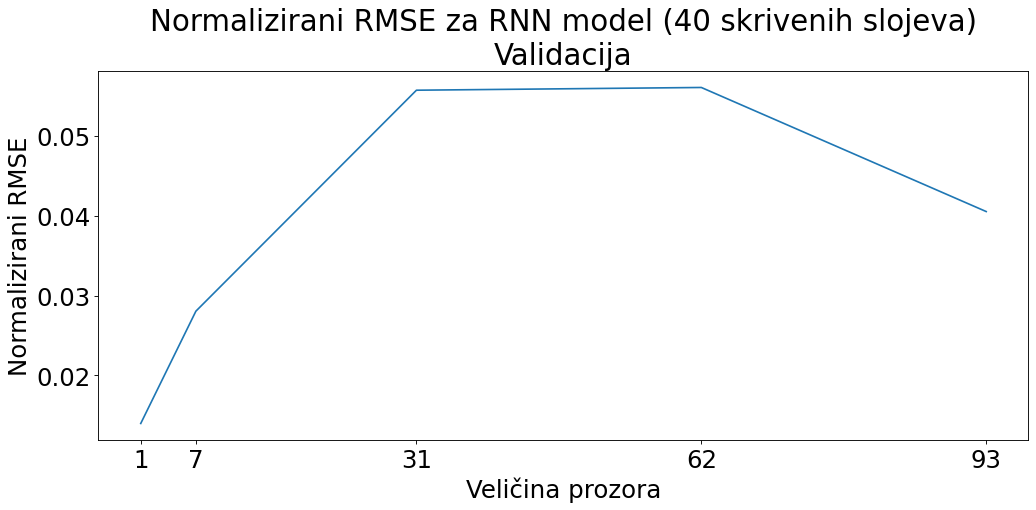 Normalizirani RMSE za RNN model (40 skrivenih slojeva)
Validacija
Normalizirani RMSE
0.05
0.04
0.03
0.02
1 7 31 62 93
Veličina prozora